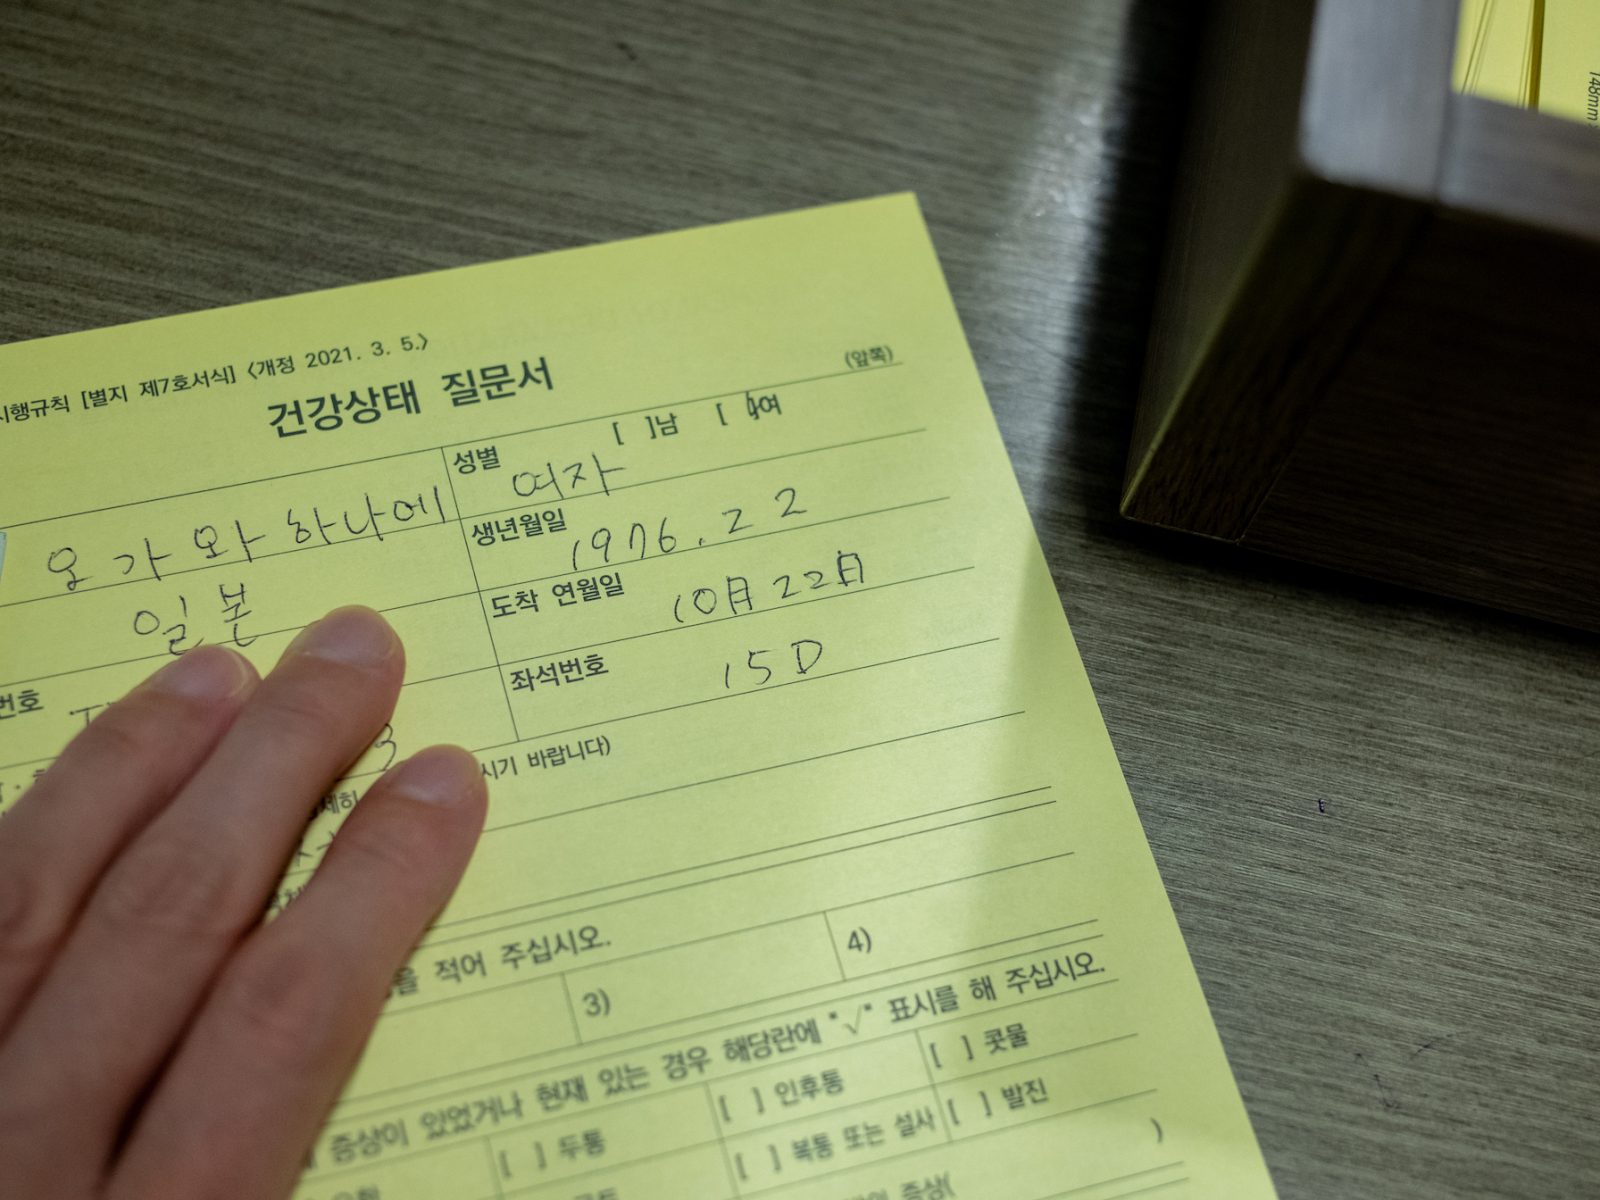 시행규칙 [별지 제7호서식] 〈개정 2021. 3. 5.〉
건강상태 질문서
(앞쪽)
성별 [ ]남 [ ]여
오가와하나에 여자
생년월일 1976. 2 2
일본
도착 연월일 10月 22日
번호
좌석번호 15D
3
시기 바랍니다)
적어 주십시오.
3) 4)
증상이 있었거나 현재 있는 경우 해당란에 "√" 표시를 해 주십시오.
[ ] 두통 [ ] 인후통 [ ] 콧물
[ ] 복통 또는 설사 [ ] 발진
증상( )
148mm